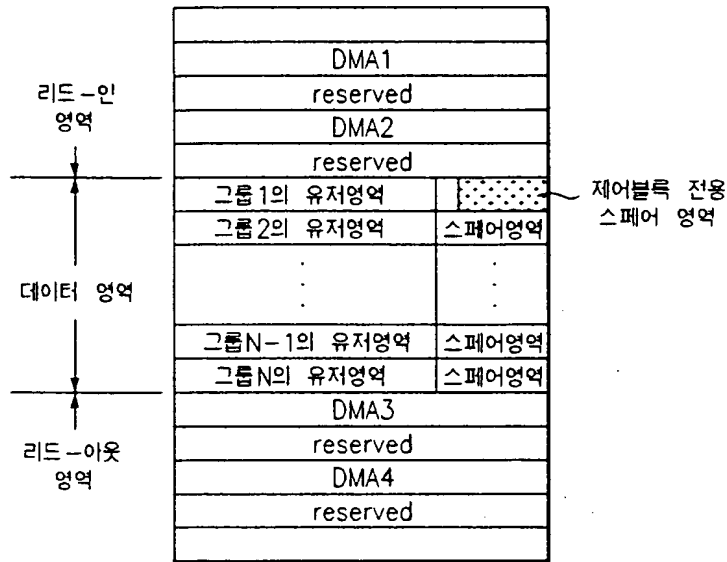 DMA1
리드-인
영역
reserved
DMA2
reserved
그룹1의 유저영역
제어블록 전용
스페어 영역
그룹2의 유저영역 스페어영역
데이터 영역
그룹N-1의 유저영역 스페어영역
그룹N의 유저영역 스페어영역
DMA3
리드-아웃
영역
reserved
DMA4
reserved